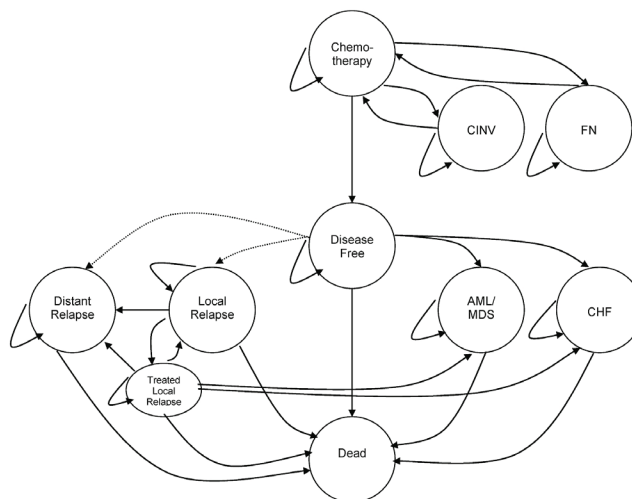 Chemo-
therapy
CINV
FN
Disease
Free
Distant
Relapse
Local
Relapse
AML/
MDS
CHF
Treated
Local
Relapse
Dead